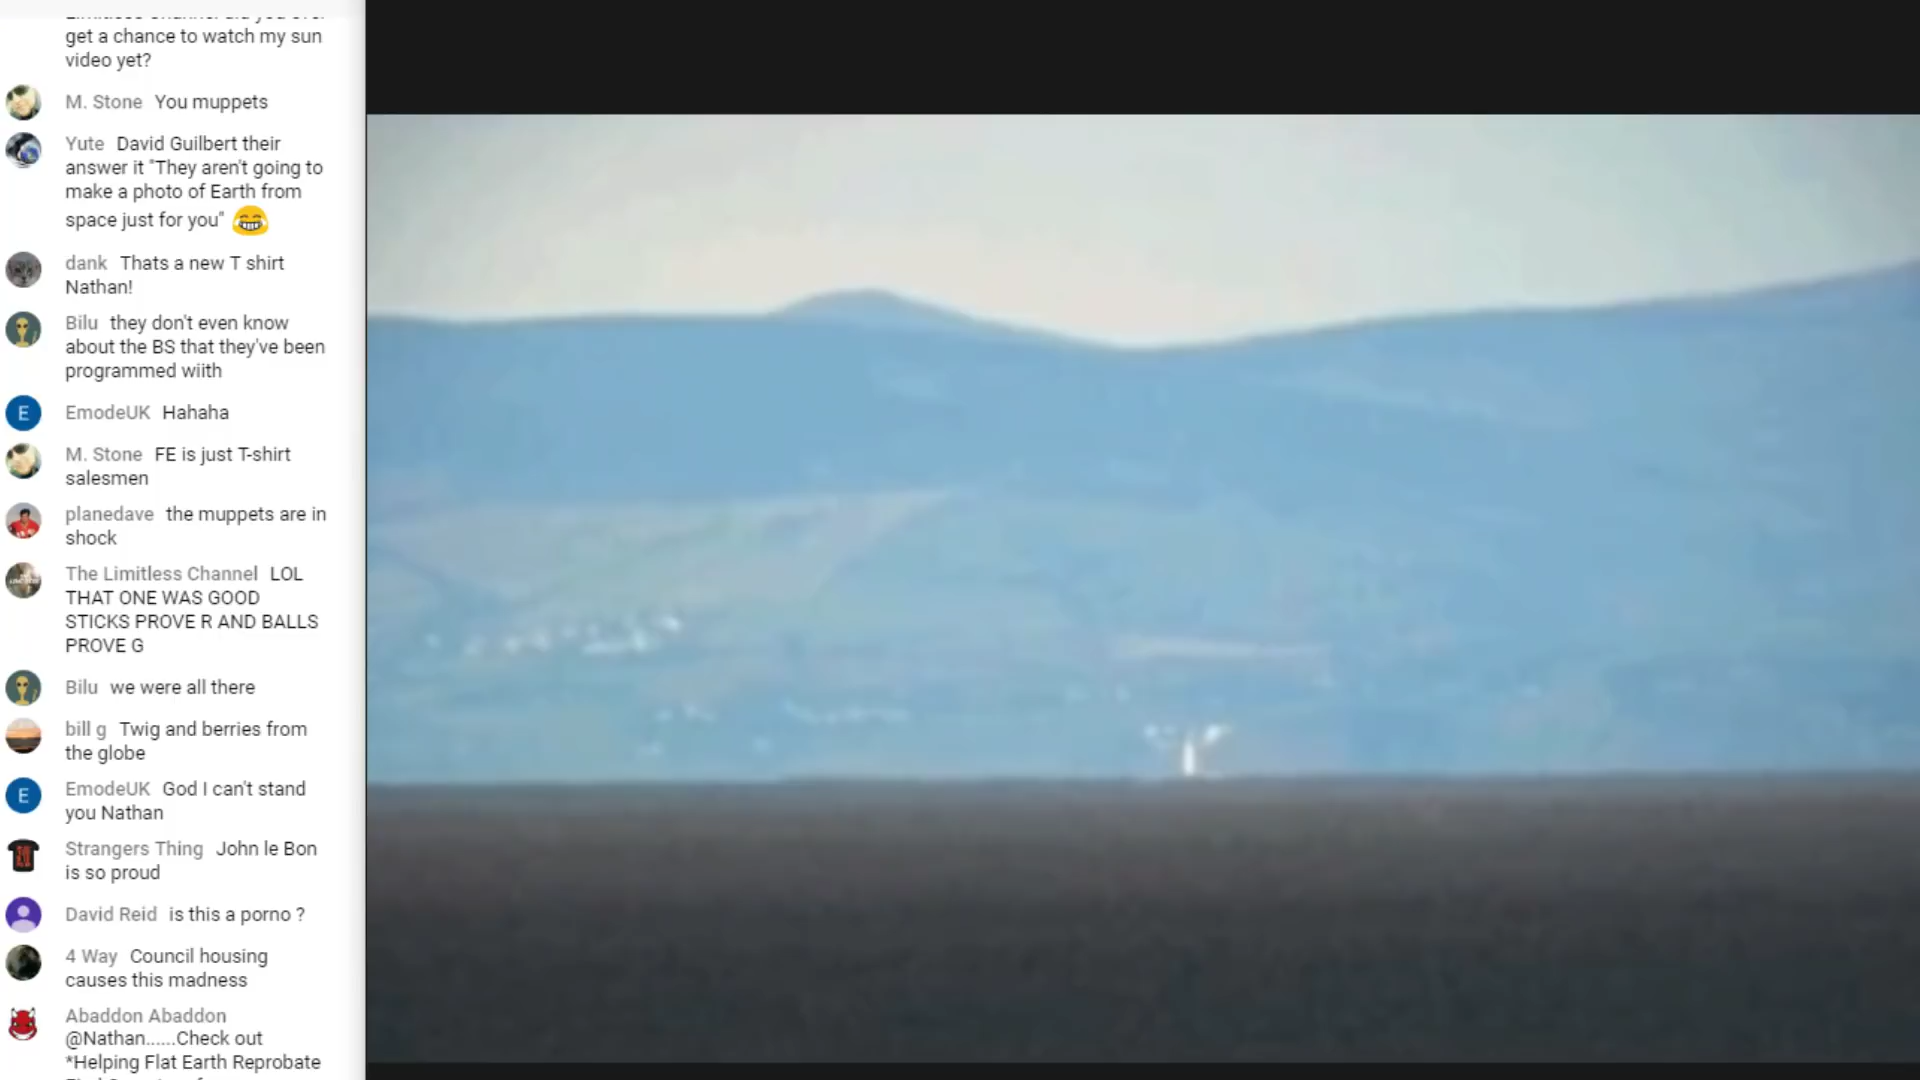 get a chance to watch my sun
video yet?
M. Stone You muppets
Yute David Guilbert their
answer it "They aren't going to
make a photo of Earth from
space just for you" 😂
dank Thats a new T shirt
Nathan!
Bilu they don't even know
about the BS that they've been
programmed wiith
E
EmodeUK Hahaha
M. Stone FE is just T-shirt
salesmen
planedave the muppets are in
shock
The Limitless Channel LOL
THAT ONE WAS GOOD
STICKS PROVE R AND BALLS
PROVE G
Bilu we were all there
bill g Twig and berries from
the globe
E
EmodeUK God I can't stand
you Nathan
Strangers Thing John le Bon
is so proud
David Reid is this a porno ?
4 Way Council housing
causes this madness
Abaddon Abaddon
@Nathan......Check out
*Helping Flat Earth Reprobate